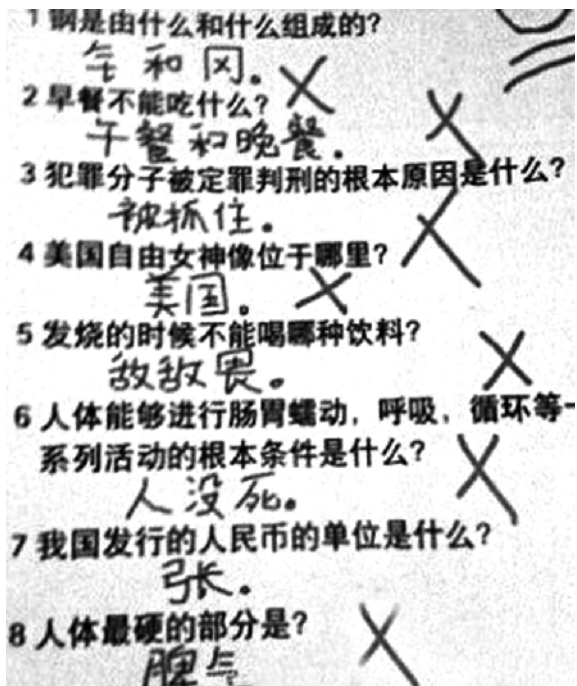 1 钢是由什么和什么组成的？
钅和冈。
2 早餐不能吃什么？
午餐和晚餐。
3 犯罪分子被定罪判刑的根本原因是什么？
被抓住。
4 美国自由女神像位于哪里？
美国。
5 发烧的时候不能喝哪种饮料？
敌敌畏。
6 人体能够进行肠胃蠕动，呼吸，循环等一
系列活动的根本条件是什么？
人没死。
7 我国发行的人民币的单位是什么？
张。
8 人体最硬的部分是？
脾气